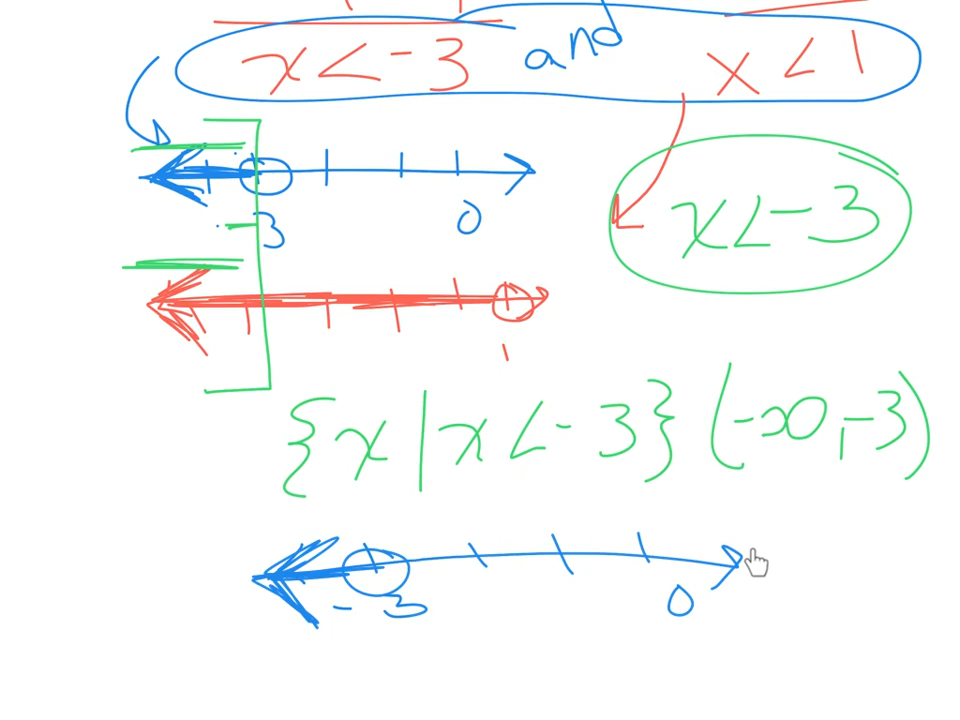 x < -3 and x < 1
-3 0
x < -3
1
{x | x < -3} (-∞, -3)
-3 0